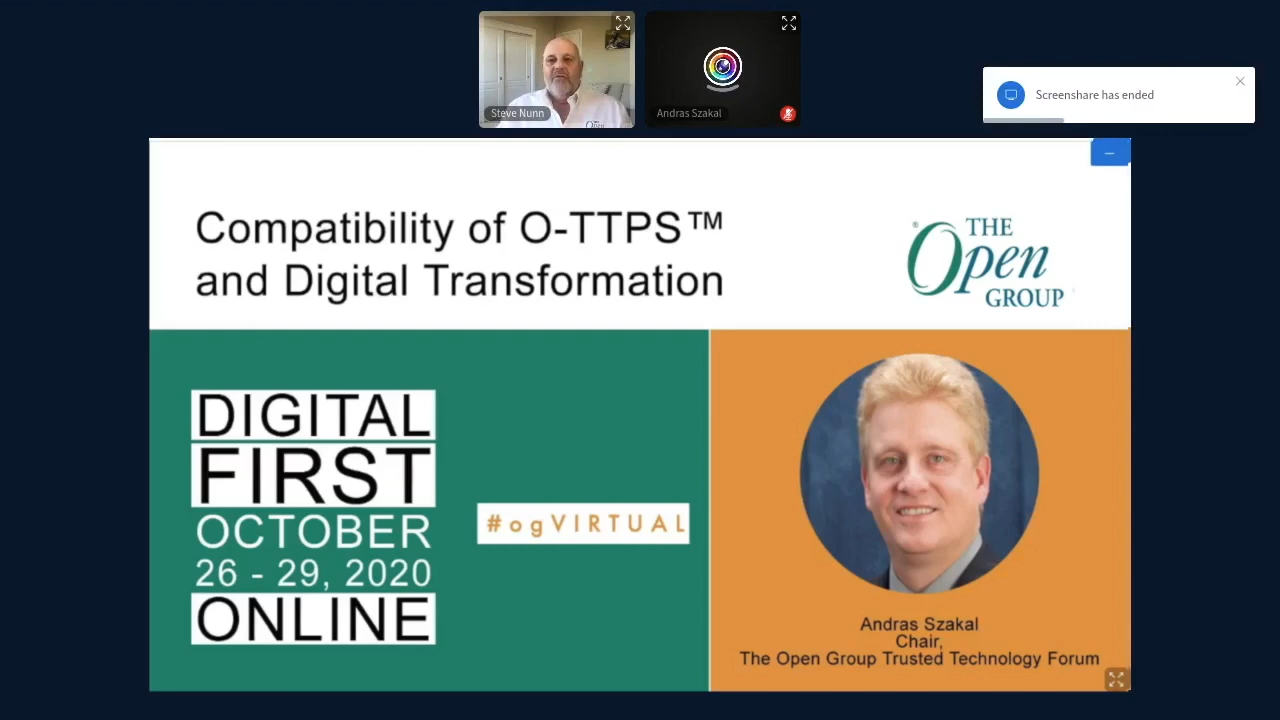 Steve Nunn
Andras Szakal
Screenshare has ended
Compatibility of O-TTPS™
and Digital Transformation
THE
Open
GROUP
DIGITAL
FIRST
OCTOBER
26 - 29, 2020
ONLINE
#ogVIRTUAL
Andras Szakal
Chair,
The Open Group Trusted Technology Forum